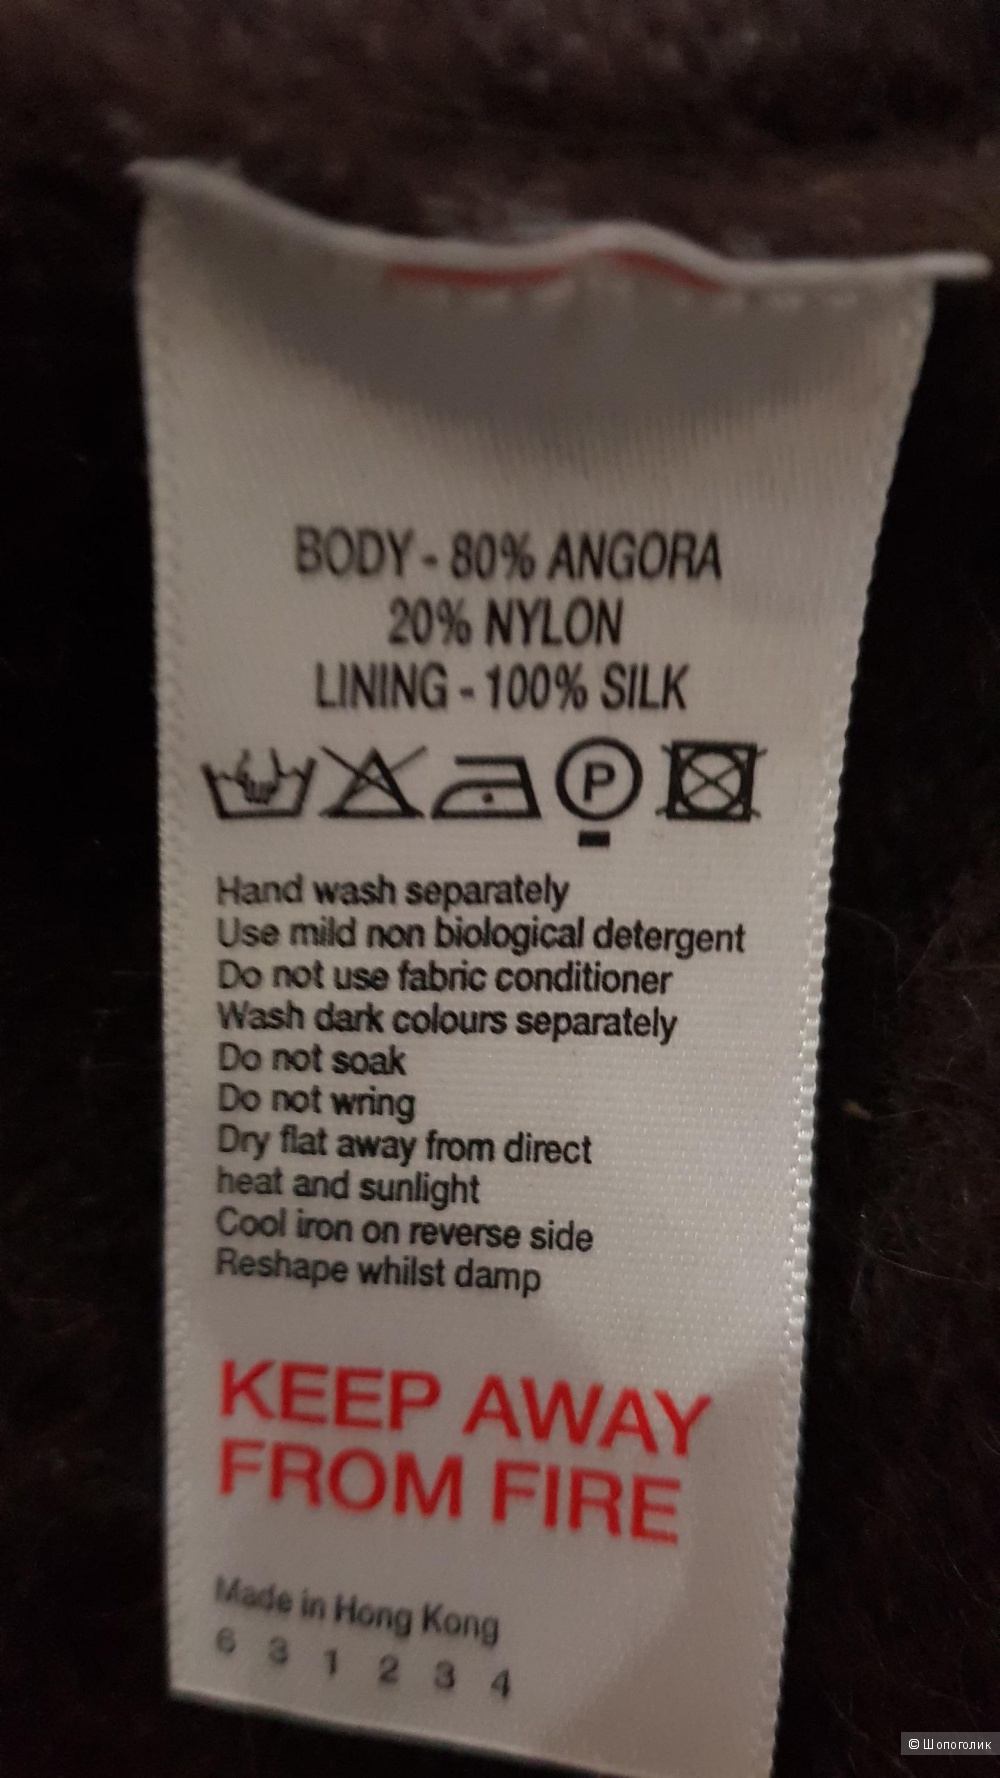 BODY - 80% ANGORA
20% NYLON
LINING - 100% SILK
P
Hand wash separately
Use mild non biological detergent
Do not use fabric conditioner
Wash dark colours separately
Do not soak
Do not wring
Dry flat away from direct
heat and sunlight
Cool iron on reverse side
Reshape whilst damp
KEEP AWAY
FROM FIRE
Made in Hong Kong
6 3 1 2 3 4
© Шопоголик